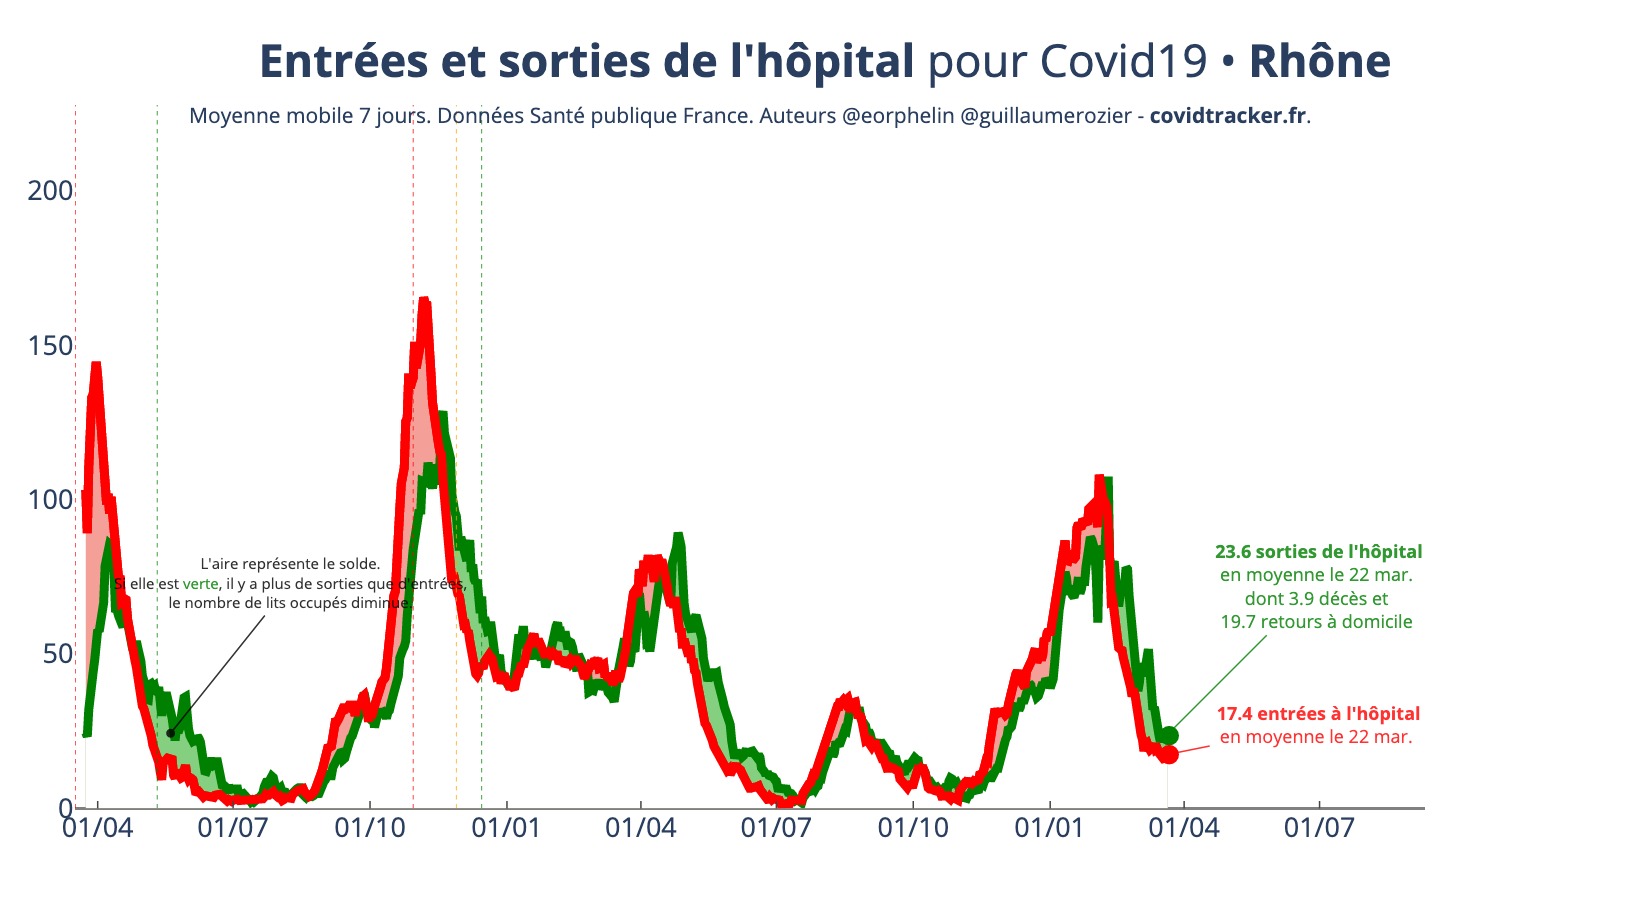 Entrées et sorties de l'hôpital pour Covid19 • Rhône
Moyenne mobile 7 jours. Données Santé publique France. Auteurs @eorphelin @guillaumerozier - covidtracker.fr.
200
150
100
50
0
L'aire représente le solde.
Si elle est verte, il y a plus de sorties que d'entrées,
le nombre de lits occupés diminue.
23.6 sorties de l'hôpital
en moyenne le 22 mar.
dont 3.9 décès et
19.7 retours à domicile
17.4 entrées à l'hôpital
en moyenne le 22 mar.
01/04 01/07 01/10 01/01 01/04 01/07 01/10 01/01 01/04 01/07